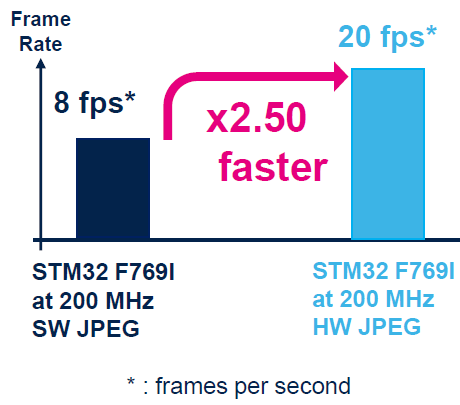 Frame
Rate
20 fps*
8 fps*
x2.50
faster
STM32 F769I
at 200 MHz
SW JPEG
STM32 F769I
at 200 MHz
HW JPEG
* : frames per second